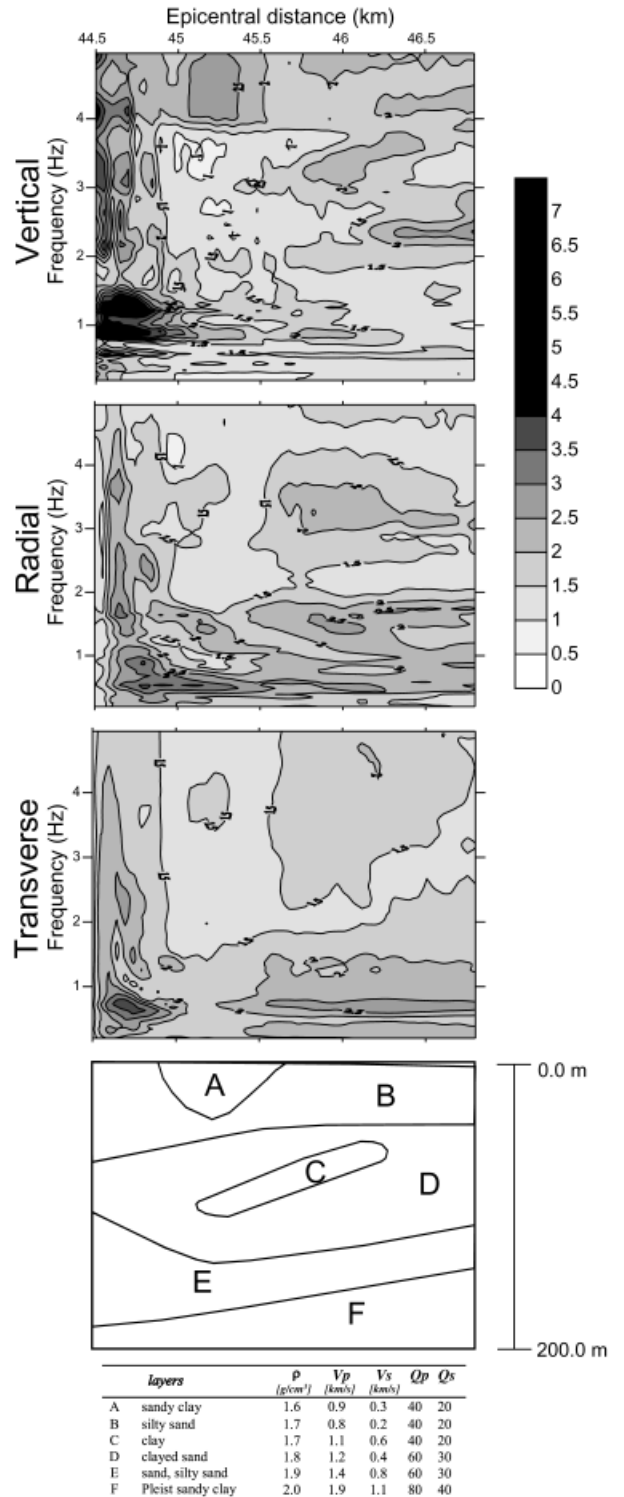 Epicentral distance (km)
44.5 45 45.5 46 46.5
Vertical
Frequency (Hz)
4
3
2
1
7
6.5
6
5.5
5
4.5
4
3.5
3
2.5
2
1.5
1
0.5
0
Radial
Frequency (Hz)
4
3
2
1
Transverse
Frequency (Hz)
4
3
2
1
A
B
C
D
E
F
0.0 m
200.0 m
layers ρ Vp Vs Qp Qs
[g/cm³] [km/s] [km/s]
A sandy clay 1.6 0.9 0.3 40 20
B silty sand 1.7 0.8 0.2 40 20
C clay 1.7 1.1 0.6 40 20
D clayed sand 1.8 1.2 0.4 60 30
E sand, silty sand 1.9 1.4 0.8 60 30
F Pleist sandy clay 2.0 1.9 1.1 80 40